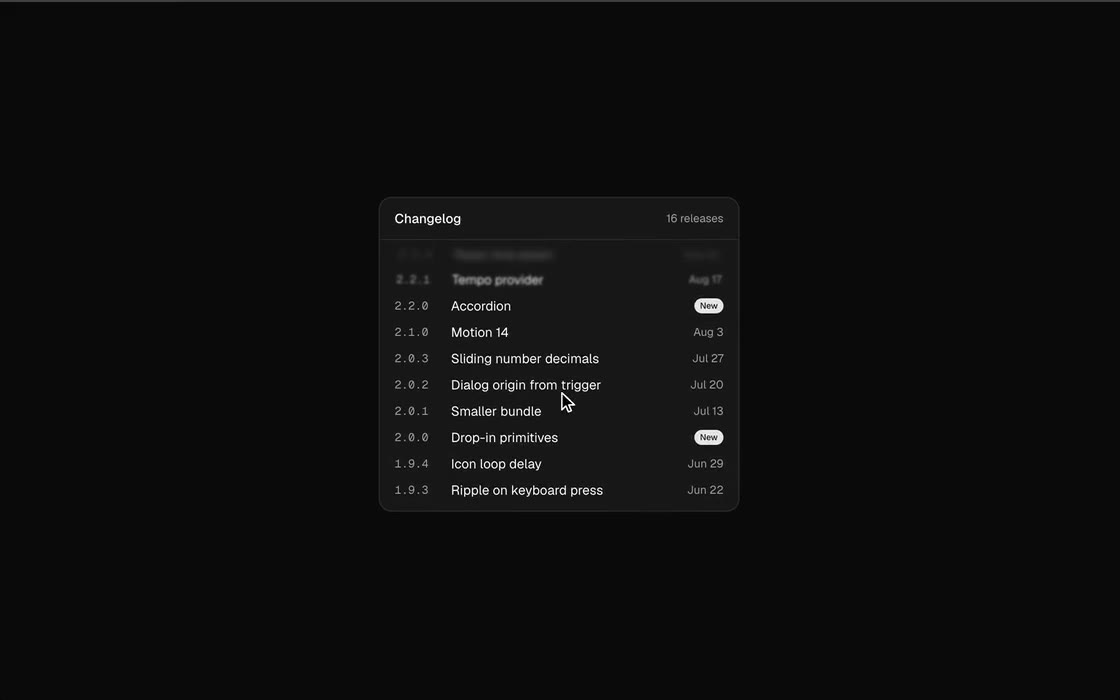 Changelog 16 releases
2.2.1 Tempo provider Aug 17
2.2.0 Accordion New
2.1.0 Motion 14 Aug 3
2.0.3 Sliding number decimals Jul 27
2.0.2 Dialog origin from trigger Jul 20
2.0.1 Smaller bundle Jul 13
2.0.0 Drop-in primitives New
1.9.4 Icon loop delay Jun 29
1.9.3 Ripple on keyboard press Jun 22